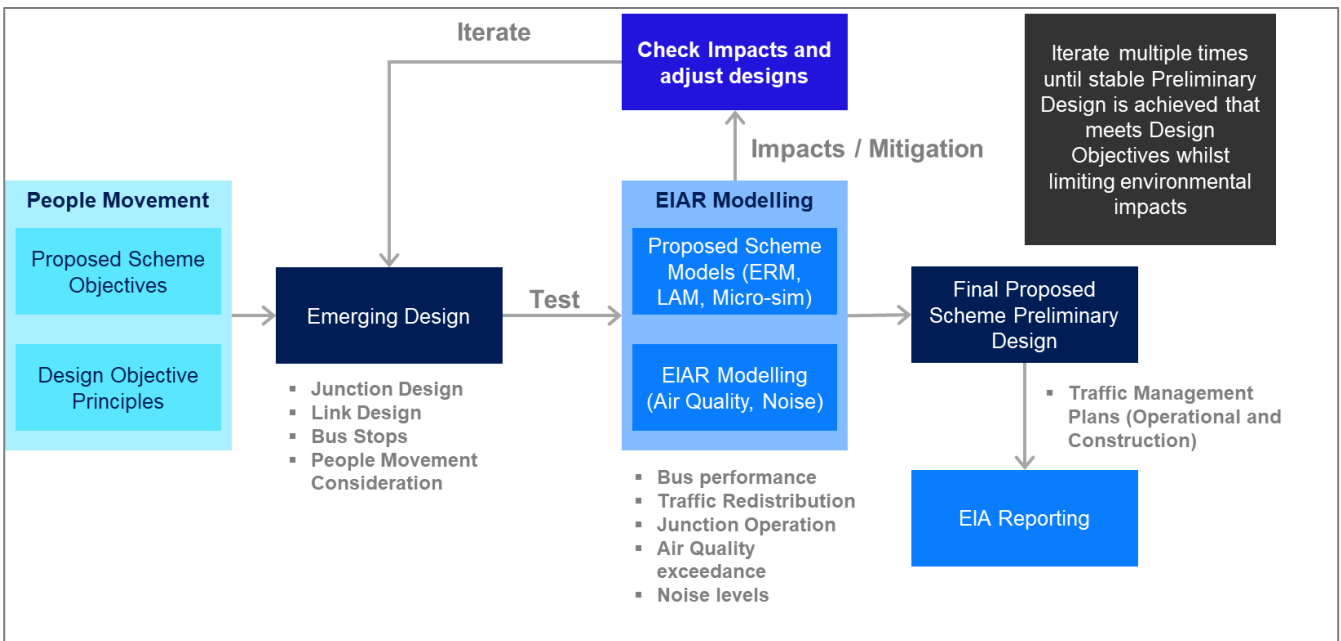 Iterate
Check Impacts and
adjust designs
Iterate multiple times
until stable Preliminary
Design is achieved that
meets Design
Objectives whilst
limiting environmental
impacts
Impacts / Mitigation
People Movement
Proposed Scheme
Objectives
Design Objective
Principles
Emerging Design
▪ Junction Design
▪ Link Design
▪ Bus Stops
▪ People Movement
Consideration
Test
EIAR Modelling
Proposed Scheme
Models (ERM,
LAM, Micro-sim)
EIAR Modelling
(Air Quality, Noise)
▪ Bus performance
▪ Traffic Redistribution
▪ Junction Operation
▪ Air Quality
exceedance
▪ Noise levels
Final Proposed
Scheme Preliminary
Design
▪ Traffic Management
Plans (Operational and
Construction)
EIA Reporting